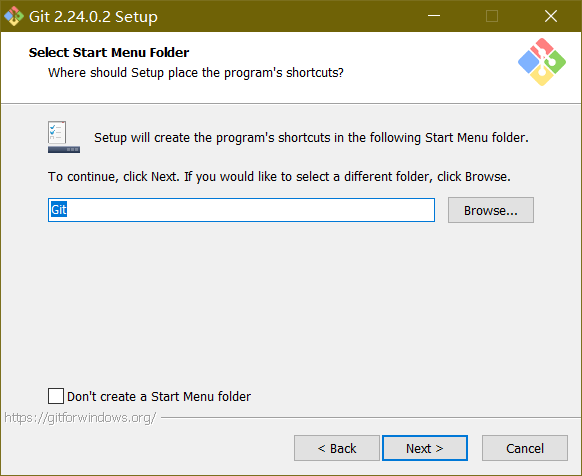 Git 2.24.0.2 Setup
Select Start Menu Folder
Where should Setup place the program's shortcuts?
Setup will create the program's shortcuts in the following Start Menu folder.
To continue, click Next. If you would like to select a different folder, click Browse.
Git
Browse...
Don't create a Start Menu folder
https://gitforwindows.org/
< Back
Next >
Cancel